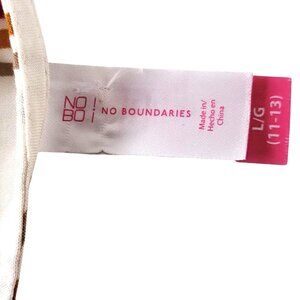 NO
BO!
NO BOUNDARIES
Made in/
Hecho en
China
L/G
(11-13)